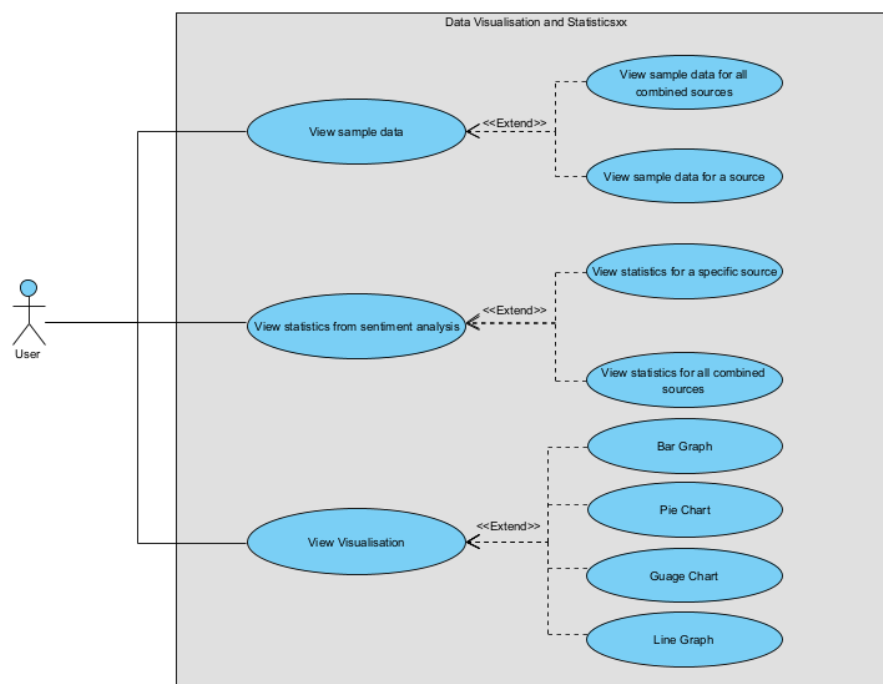 Data Visualisation and Statisticsxx
View sample data for all
combined sources
<<Extend>>
View sample data
View sample data for a source
View statistics for a specific source
<<Extend>>
View statistics from sentiment analysis
User
View statistics for all combined
sources
Bar Graph
Pie Chart
<<Extend>>
View Visualisation
Guage Chart
Line Graph